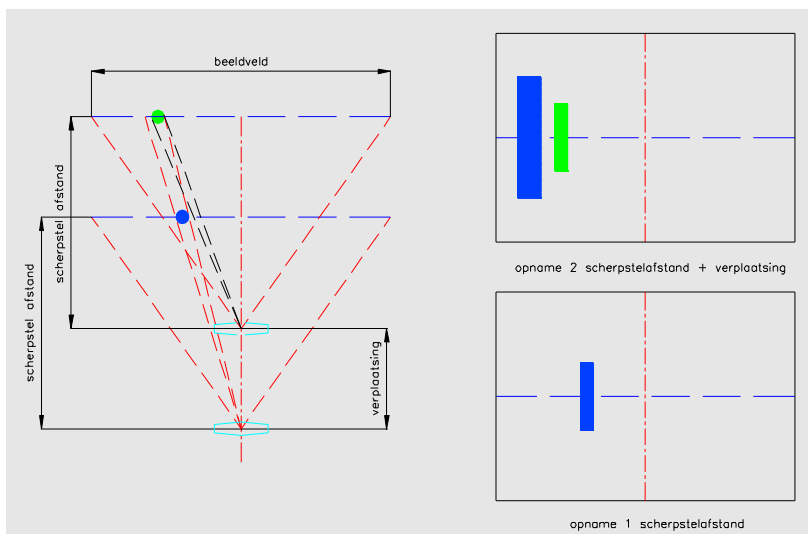 beeldveld
scherpstel afstand
scherpstel afstand
verplaatsing
opname 2 scherpstelafstand + verplaatsing
opname 1 scherpstelafstand